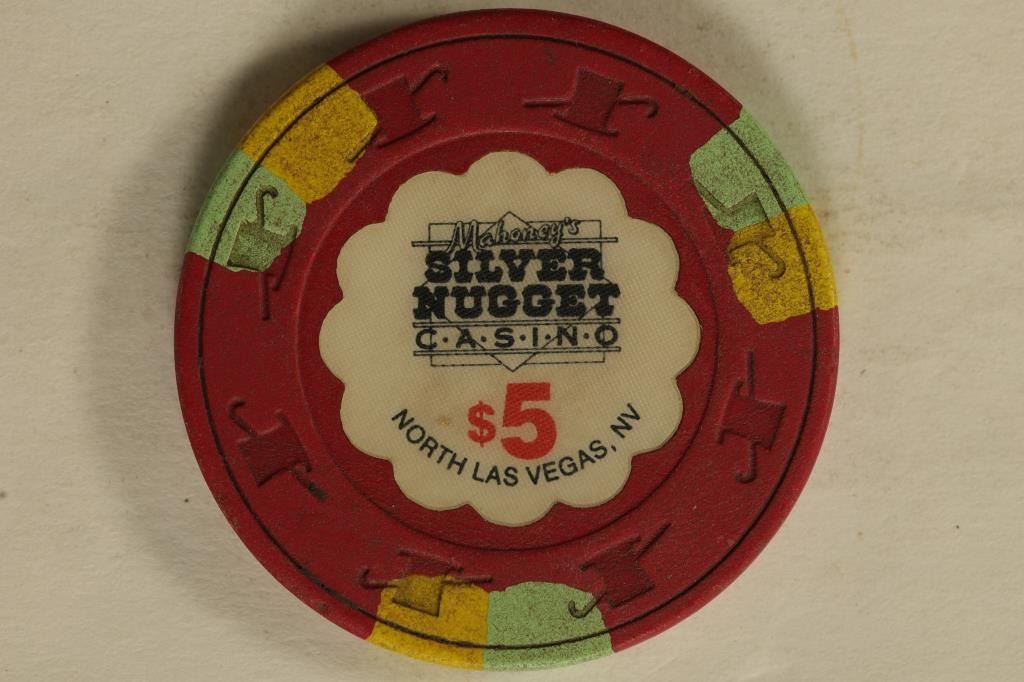 Mahoney's
SILVER
NUGGET
C·A·S·I·N·O
$5
NORTH LAS VEGAS, NV